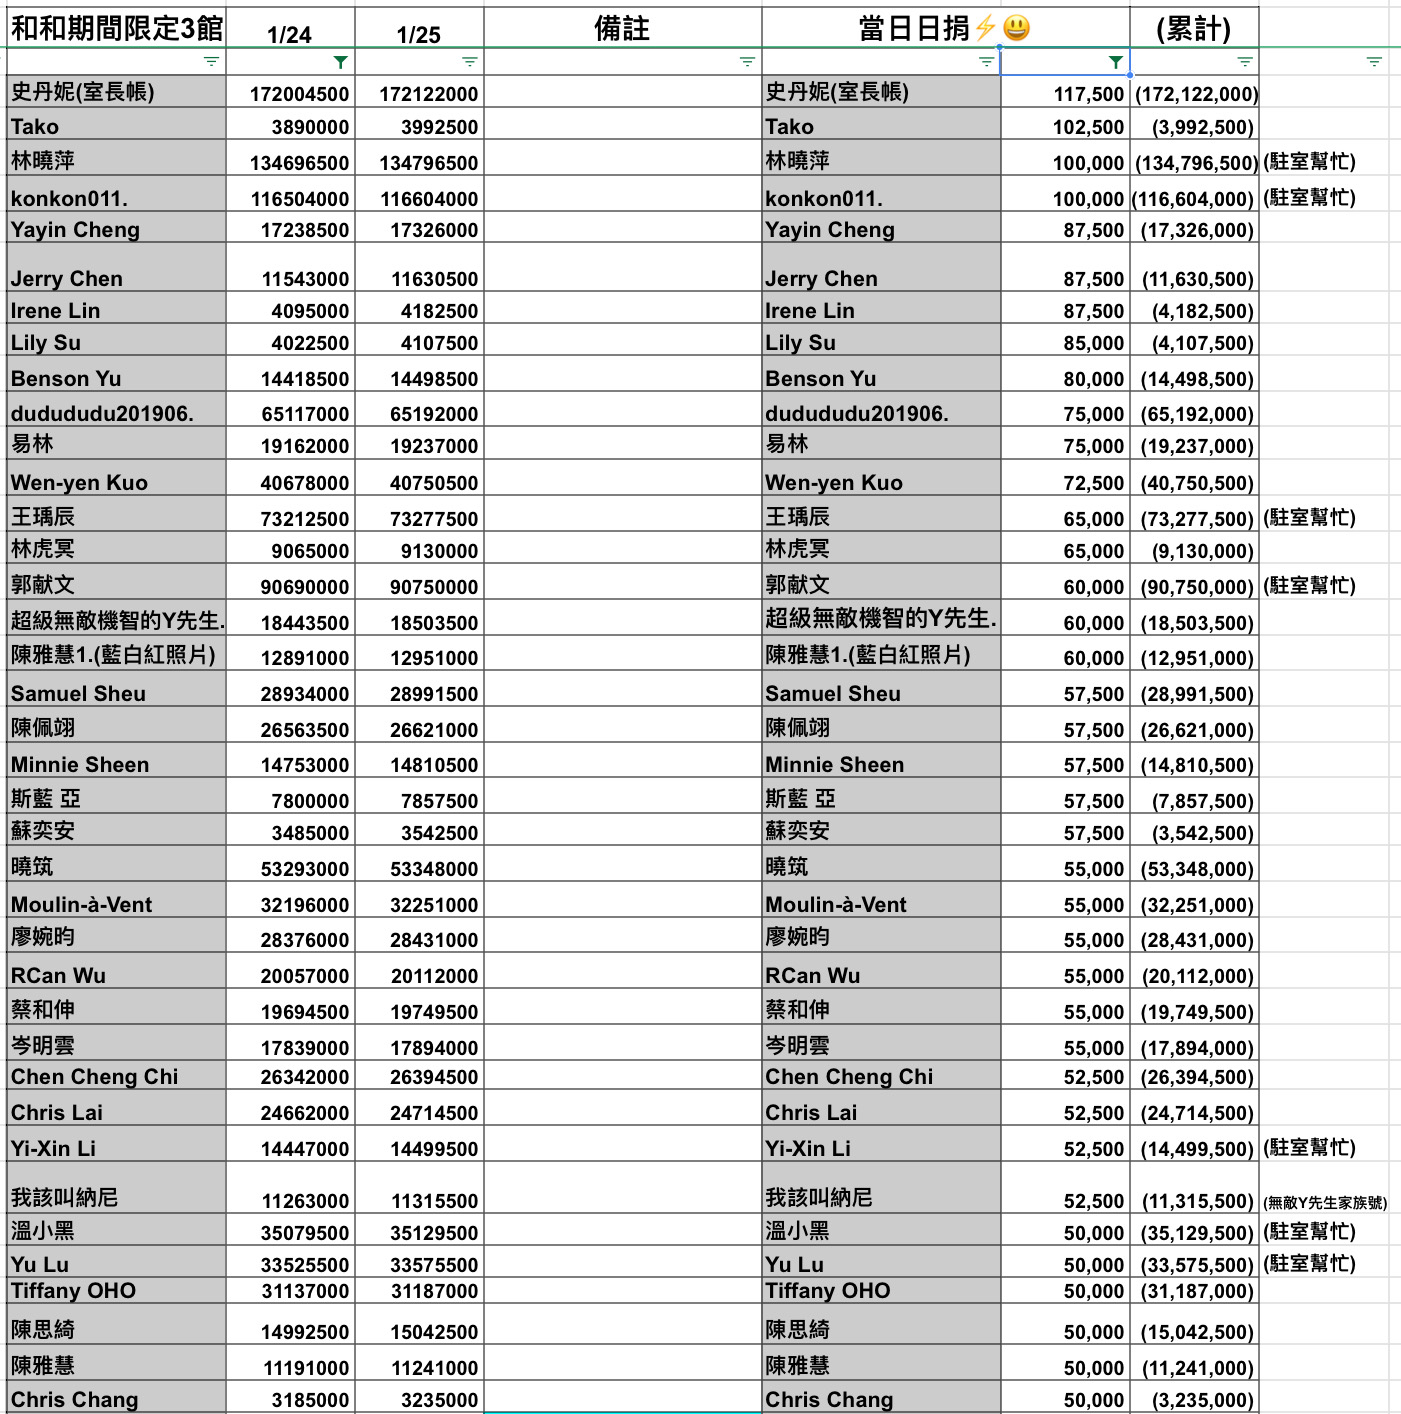 和和期間限定3館 1/24 1/25 備註 當日日捐⚡😃 (累計)
史丹妮(室長帳) 172004500 172122000 史丹妮(室長帳) 117,500 (172,122,000)
Tako 3890000 3992500 Tako 102,500 (3,992,500)
林曉萍 134696500 134796500 林曉萍 100,000 (134,796,500) (駐室幫忙)
konkon011. 116504000 116604000 konkon011. 100,000 (116,604,000) (駐室幫忙)
Yayin Cheng 17238500 17326000 Yayin Cheng 87,500 (17,326,000)
Jerry Chen 11543000 11630500 Jerry Chen 87,500 (11,630,500)
Irene Lin 4095000 4182500 Irene Lin 87,500 (4,182,500)
Lily Su 4022500 4107500 Lily Su 85,000 (4,107,500)
Benson Yu 14418500 14498500 Benson Yu 80,000 (14,498,500)
dudududu201906. 65117000 65192000 dudududu201906. 75,000 (65,192,000)
易林 19162000 19237000 易林 75,000 (19,237,000)
Wen-yen Kuo 40678000 40750500 Wen-yen Kuo 72,500 (40,750,500)
王瑀辰 73212500 73277500 王瑀辰 65,000 (73,277,500) (駐室幫忙)
林虎冥 9065000 9130000 林虎冥 65,000 (9,130,000)
郭献文 90690000 90750000 郭献文 60,000 (90,750,000) (駐室幫忙)
超級無敵機智的Y先生. 18443500 18503500 超級無敵機智的Y先生. 60,000 (18,503,500)
陳雅慧1.(藍白紅照片) 12891000 12951000 陳雅慧1.(藍白紅照片) 60,000 (12,951,000)
Samuel Sheu 28934000 28991500 Samuel Sheu 57,500 (28,991,500)
陳佩翊 26563500 26621000 陳佩翊 57,500 (26,621,000)
Minnie Sheen 14753000 14810500 Minnie Sheen 57,500 (14,810,500)
斯藍 亞 7800000 7857500 斯藍 亞 57,500 (7,857,500)
蘇奕安 3485000 3542500 蘇奕安 57,500 (3,542,500)
曉筑 53293000 53348000 曉筑 55,000 (53,348,000)
Moulin-à-Vent 32196000 32251000 Moulin-à-Vent 55,000 (32,251,000)
廖婉昀 28376000 28431000 廖婉昀 55,000 (28,431,000)
RCan Wu 20057000 20112000 RCan Wu 55,000 (20,112,000)
蔡和伸 19694500 19749500 蔡和伸 55,000 (19,749,500)
岑明雲 17839000 17894000 岑明雲 55,000 (17,894,000)
Chen Cheng Chi 26342000 26394500 Chen Cheng Chi 52,500 (26,394,500)
Chris Lai 24662000 24714500 Chris Lai 52,500 (24,714,500)
Yi-Xin Li 14447000 14499500 Yi-Xin Li 52,500 (14,499,500) (駐室幫忙)
我該叫納尼 11263000 11315500 我該叫納尼 52,500 (11,315,500) (無敵Y先生家族號)
溫小黑 35079500 35129500 溫小黑 50,000 (35,129,500) (駐室幫忙)
Yu Lu 33525500 33575500 Yu Lu 50,000 (33,575,500) (駐室幫忙)
Tiffany OHO 31137000 31187000 Tiffany OHO 50,000 (31,187,000)
陳思綺 14992500 15042500 陳思綺 50,000 (15,042,500)
陳雅慧 11191000 11241000 陳雅慧 50,000 (11,241,000)
Chris Chang 3185000 3235000 Chris Chang 50,000 (3,235,000)